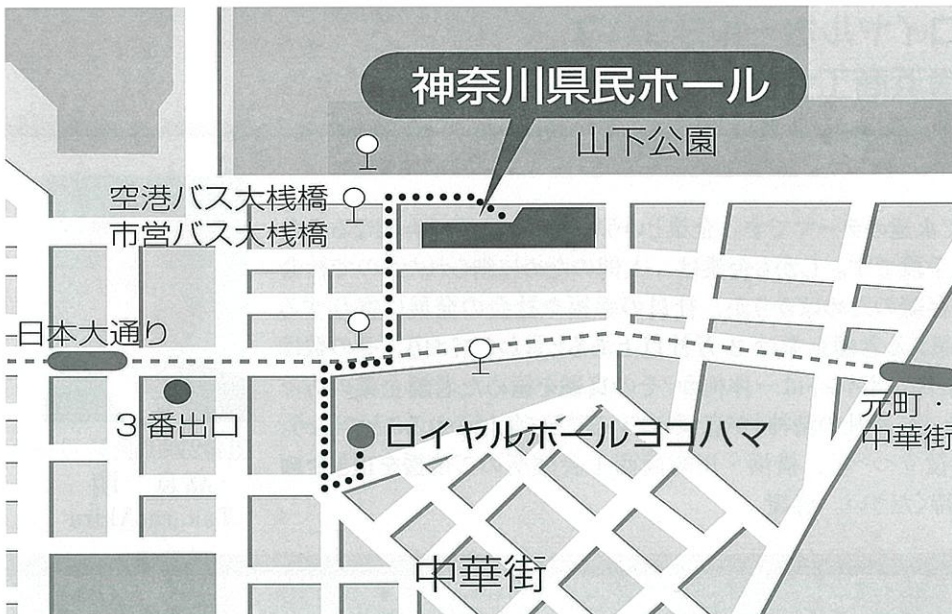 神奈川県民ホール
山下公園
空港バス大桟橋
市営バス大桟橋
日本大通り
3番出口
元町・
中華街
ロイヤルホールヨコハマ
中華街